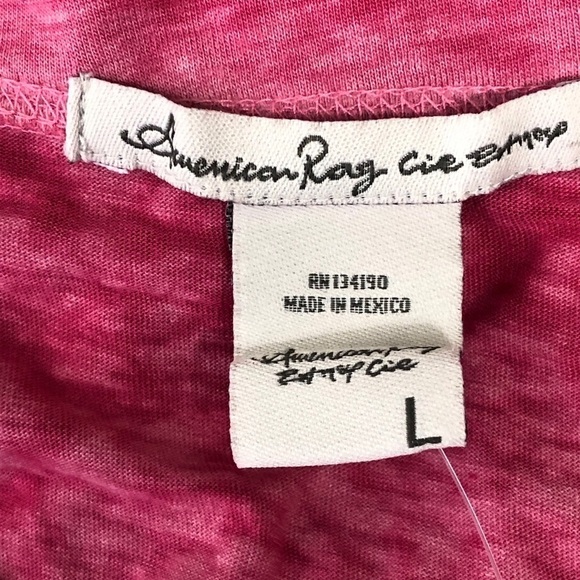 American Rag Cie
RN 134190
MADE IN MEXICO
American Rag
Cie
L